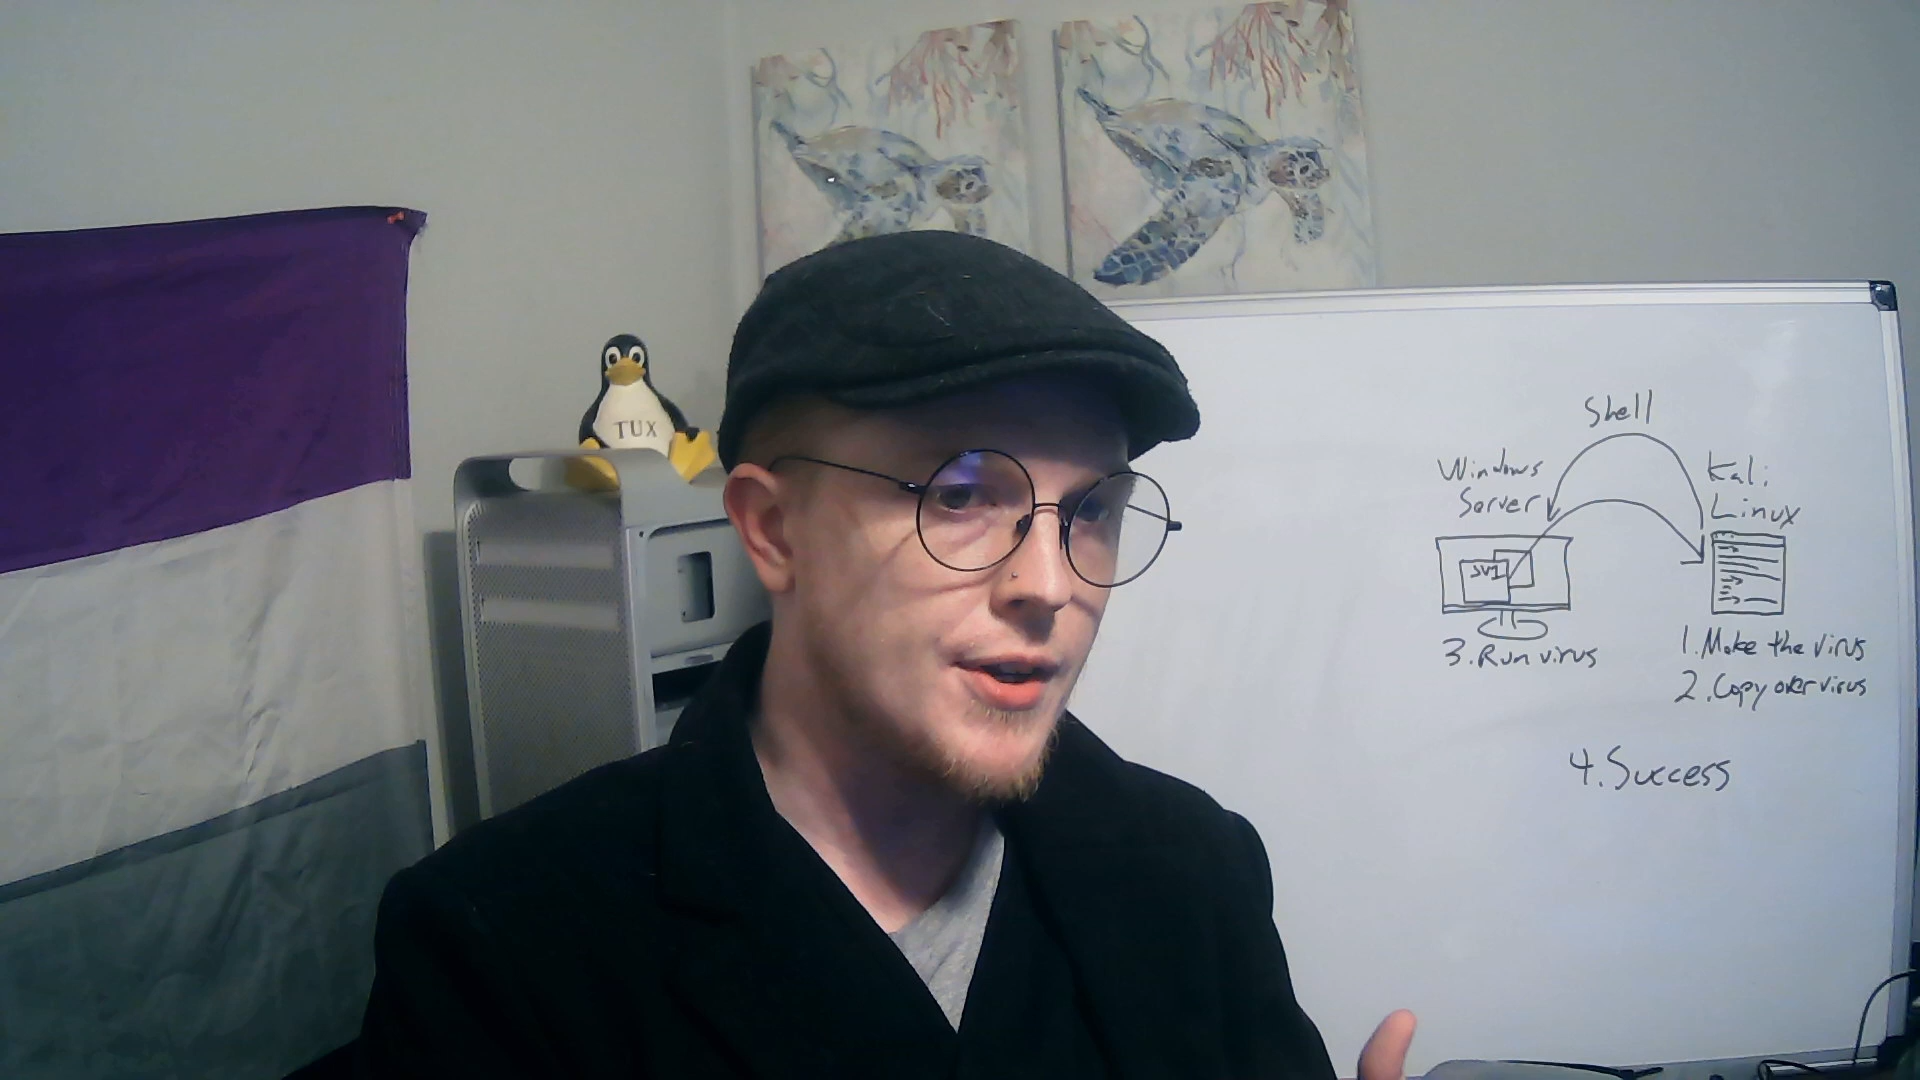 TUX
Shell
Windows
Server
Kali
Linux
SV1
3. Run virus
1. Make the virus
2. Copy over virus
4. Success